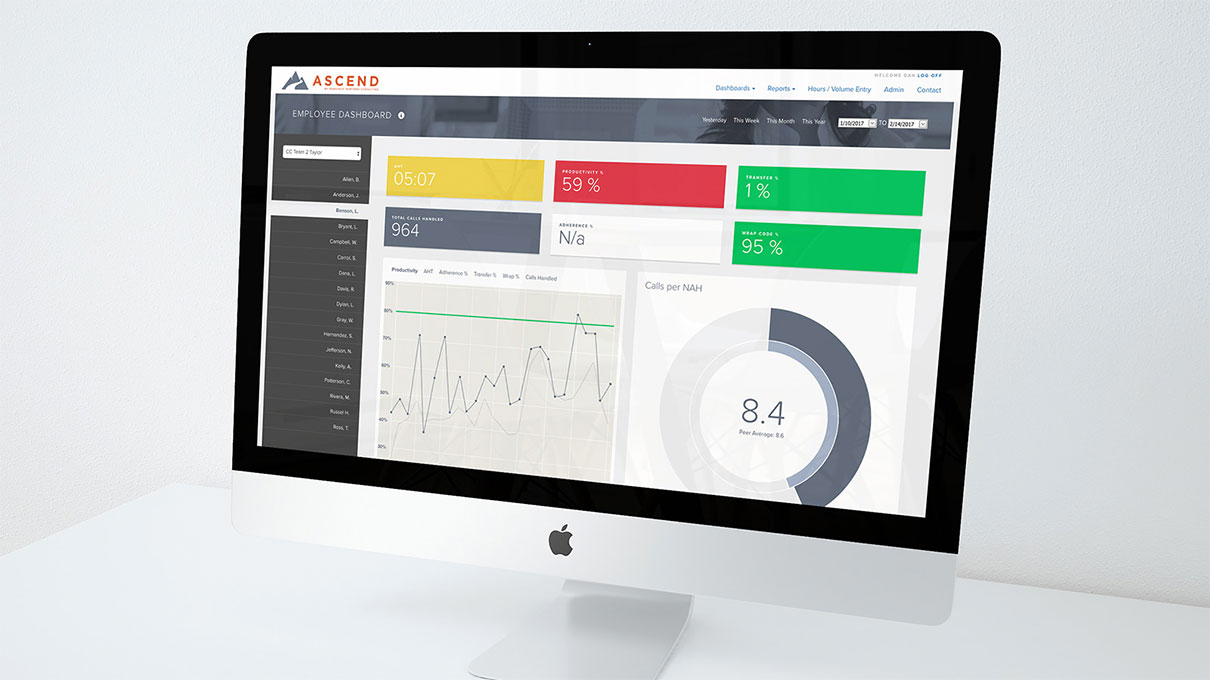 ASCEND
WELCOME DAN LOG OFF
Dashboards
Reports
Hours / Volume Entry
Admin
Contact
EMPLOYEE DASHBOARD
Yesterday
This Week
This Month
This Year
1/10/2017 TO 2/14/2017
CC Team 2 Taylor
Allen, B.
Anderson, J.
Benson, L.
Bryant, L.
Campbell, W.
Carrol, S.
Dana, L.
Davis, R.
Dylan, L.
Gray, W.
Hernandez, S.
Jefferson, N.
Kelly, A.
Patterson, C.
Rivera, M.
Russel H.
Ross, T.
AHT
05:07
PRODUCTIVITY %
59 %
TRANSFER %
1 %
TOTAL CALLS HANDLED
964
ADHERENCE %
N/a
WRAP CODE %
95 %
Productivity
AHT
Adherence %
Transfer %
Wrap %
Calls Handled
90%
80%
70%
60%
50%
40%
30%
Calls per NAH
8.4
Peer Average: 8.6